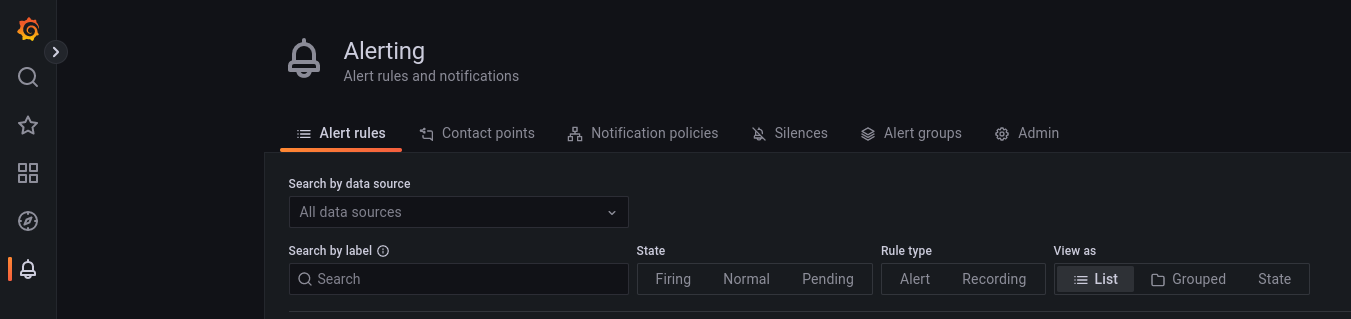 Alerting
Alert rules and notifications
Alert rules Contact points Notification policies Silences Alert groups Admin
Search by data source
All data sources
Search by label State Rule type View as
Search Firing Normal Pending Alert Recording List Grouped State